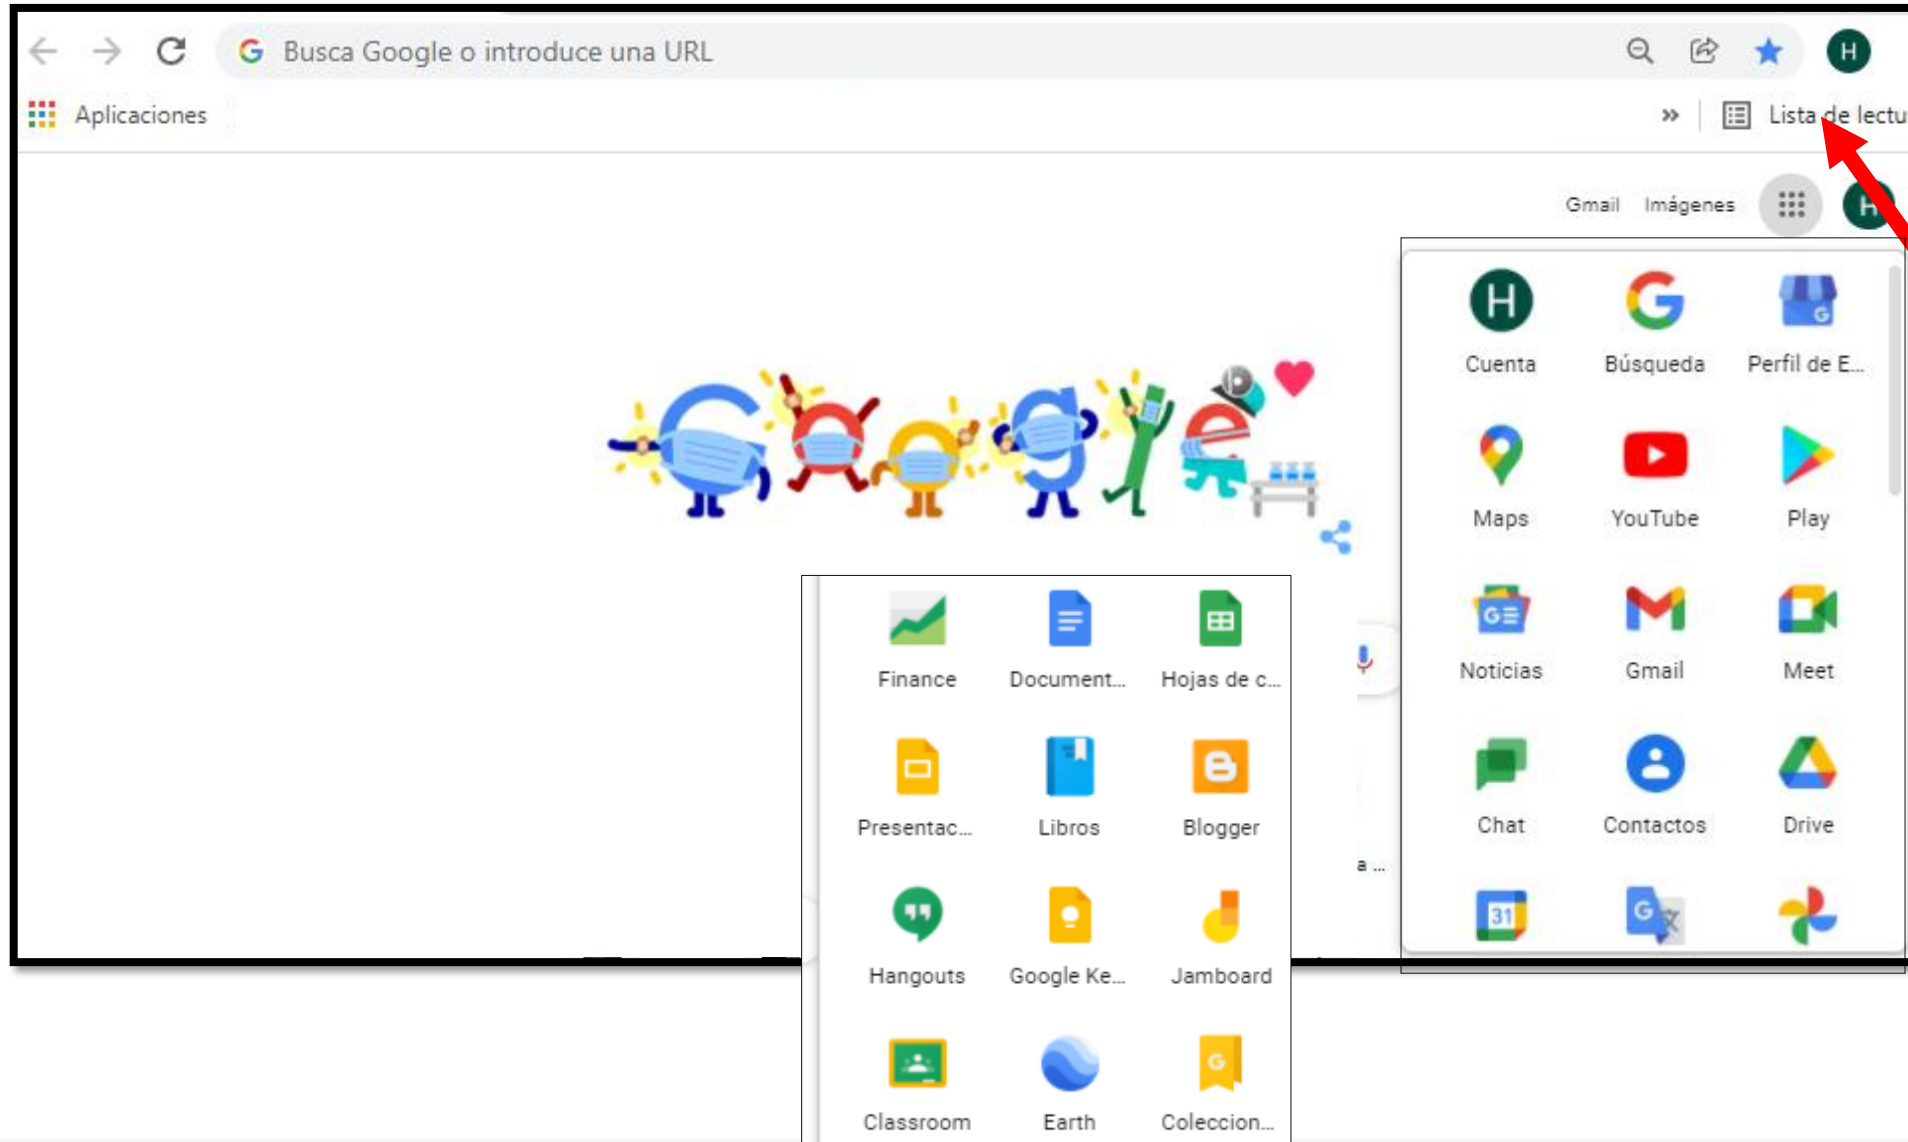 Busca Google o introduce una URL
H
Aplicaciones
» Lista de lectu
Gmail Imágenes H
H
Cuenta Búsqueda Perfil de E...
Maps YouTube Play
Noticias Gmail Meet
Chat Contactos Drive
31
Google
Finance Document... Hojas de c...
Presentac... Libros Blogger
Hangouts Google Ke... Jamboard
Classroom Earth Coleccion...
a ...